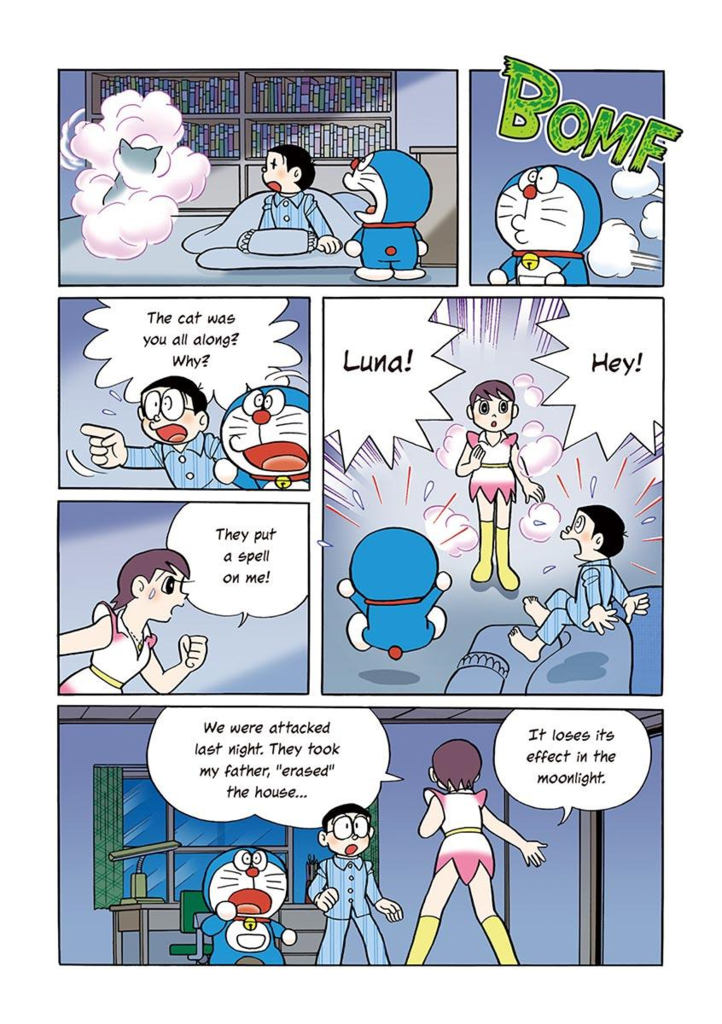 BOMF
The cat was
you all along?
Why?
Luna!
Hey!
They put
a spell
on me!
We were attacked
last night. They took
my father, "erased"
the house...
It loses its
effect in the
moonlight.